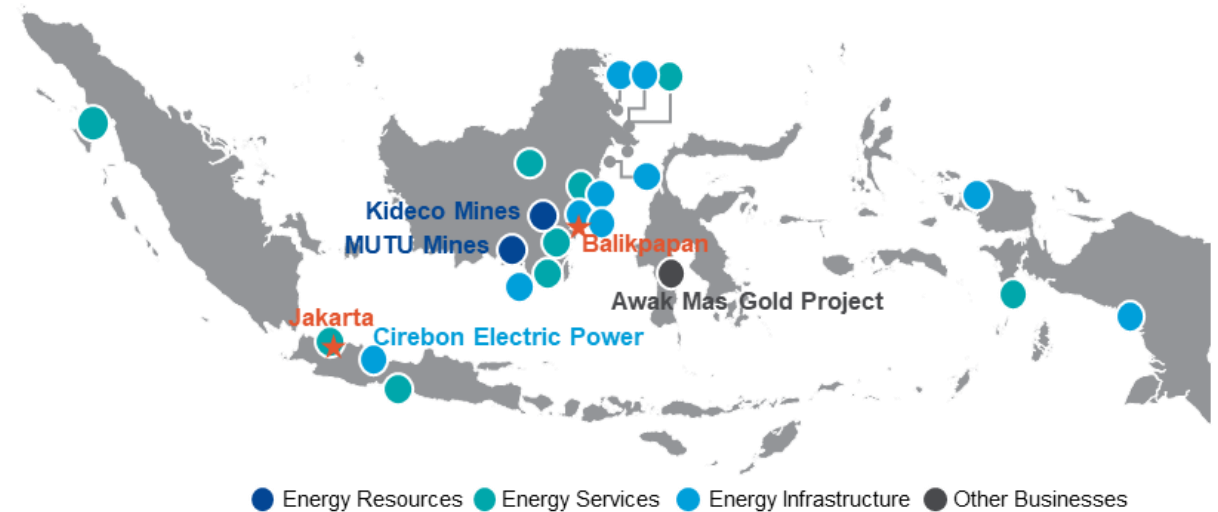 Kideco Mines
MUTU Mines
Balikpapan
Awak Mas Gold Project
Jakarta
Cirebon Electric Power
Energy Resources
Energy Services
Energy Infrastructure
Other Businesses